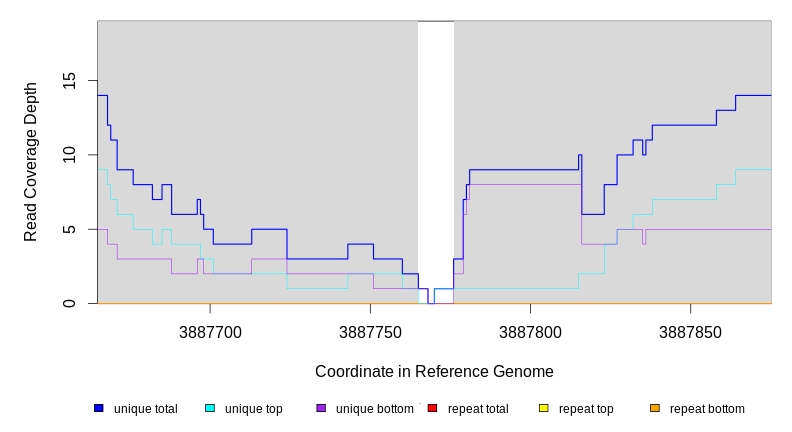 Read Coverage Depth
15
10
5
0
3887700 3887750 3887800 3887850
Coordinate in Reference Genome
unique total unique top unique bottom repeat total repeat top repeat bottom